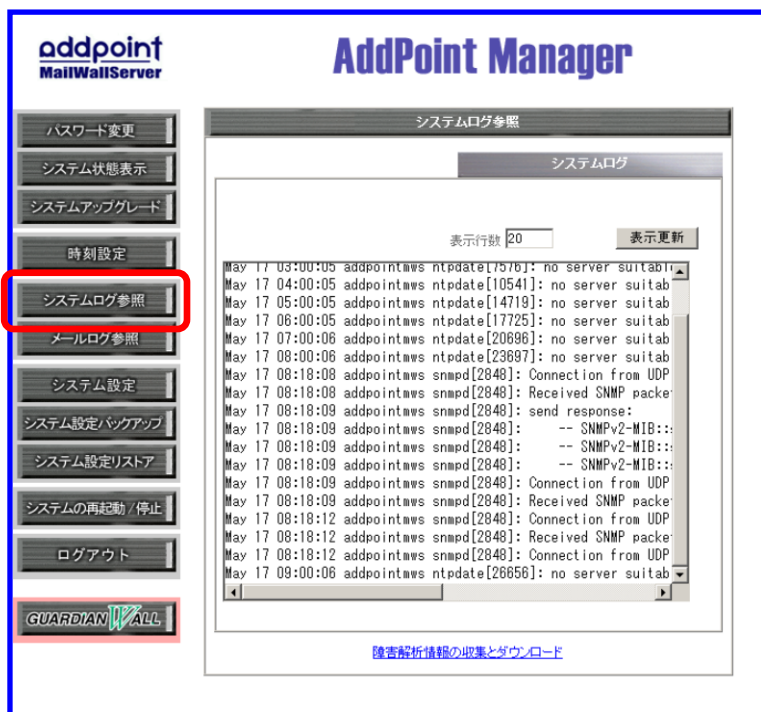 addpoint
MailWallServer
AddPoint Manager
パスワード変更
システム状態表示
システムアップグレード
時刻設定
システムログ参照
メールログ参照
システム設定
システム設定バックアップ
システム設定リストア
システムの再起動/停止
ログアウト
GUARDIAN WALL
システムログ参照
システムログ
表示行数 20 表示更新
May 17 03:00:05 addpointmws ntpdate[7576]: no server suitabl
May 17 04:00:05 addpointmws ntpdate[10541]: no server suitab
May 17 05:00:05 addpointmws ntpdate[14719]: no server suitab
May 17 06:00:05 addpointmws ntpdate[17725]: no server suitab
May 17 07:00:06 addpointmws ntpdate[20696]: no server suitab
May 17 08:00:06 addpointmws ntpdate[23697]: no server suitab
May 17 08:18:08 addpointmws snmpd[2848]: Connection from UDP
May 17 08:18:08 addpointmws snmpd[2848]: Received SNMP packe
May 17 08:18:09 addpointmws snmpd[2848]: send response:
May 17 08:18:09 addpointmws snmpd[2848]: -- SNMPv2-MIB::
May 17 08:18:09 addpointmws snmpd[2848]: -- SNMPv2-MIB::
May 17 08:18:09 addpointmws snmpd[2848]: -- SNMPv2-MIB::
May 17 08:18:09 addpointmws snmpd[2848]: Connection from UDP
May 17 08:18:09 addpointmws snmpd[2848]: Received SNMP packe
May 17 08:18:12 addpointmws snmpd[2848]: Connection from UDP
May 17 08:18:12 addpointmws snmpd[2848]: Received SNMP packe
May 17 08:18:12 addpointmws snmpd[2848]: Connection from UDP
May 17 09:00:06 addpointmws ntpdate[26656]: no server suitab
障害解析情報の収集とダウンロード